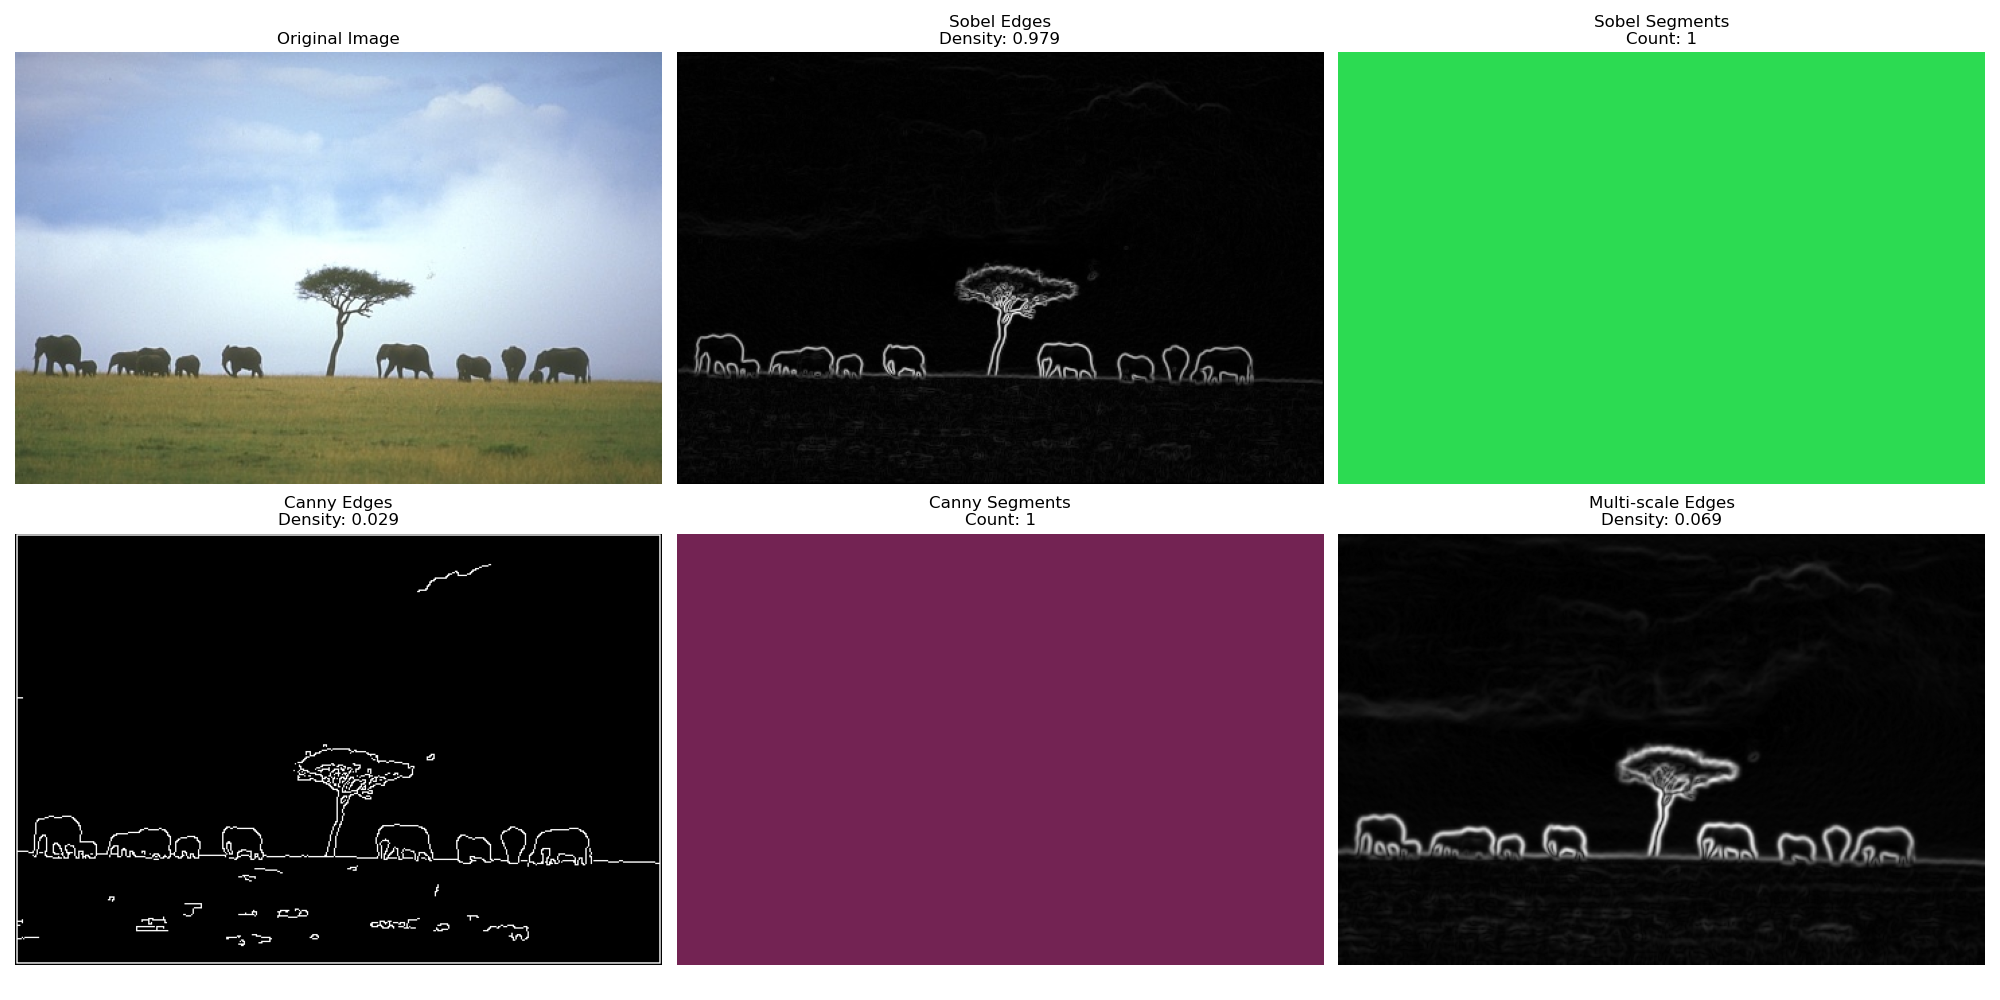 Original Image
Sobel Edges
Density: 0.979
Sobel Segments
Count: 1
Canny Edges
Density: 0.029
Canny Segments
Count: 1
Multi-scale Edges
Density: 0.069